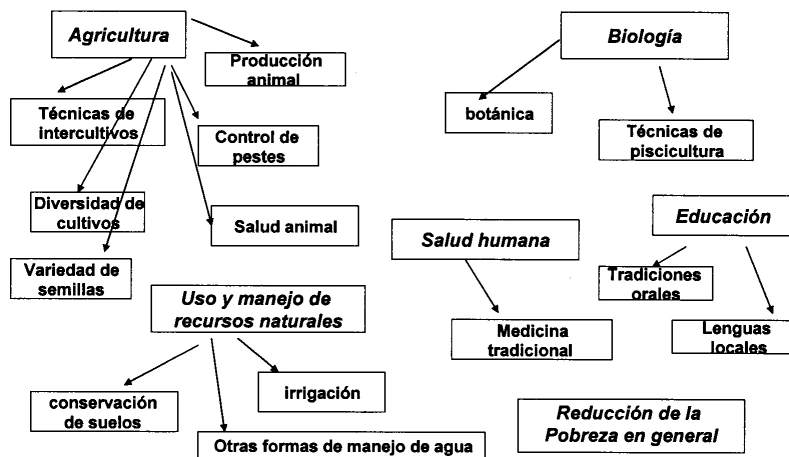 Agricultura
Producción
animal
Técnicas de
intercultivos
Control de
pestes
Diversidad de
cultivos
Salud animal
Variedad de
semillas
Biología
botánica
Técnicas de
piscicultura
Educación
Tradiciones
orales
Lenguas
locales
Salud humana
Medicina
tradicional
Uso y manejo de
recursos naturales
irrigación
conservación
de suelos
Otras formas de manejo de agua
Reducción de la
Pobreza en general